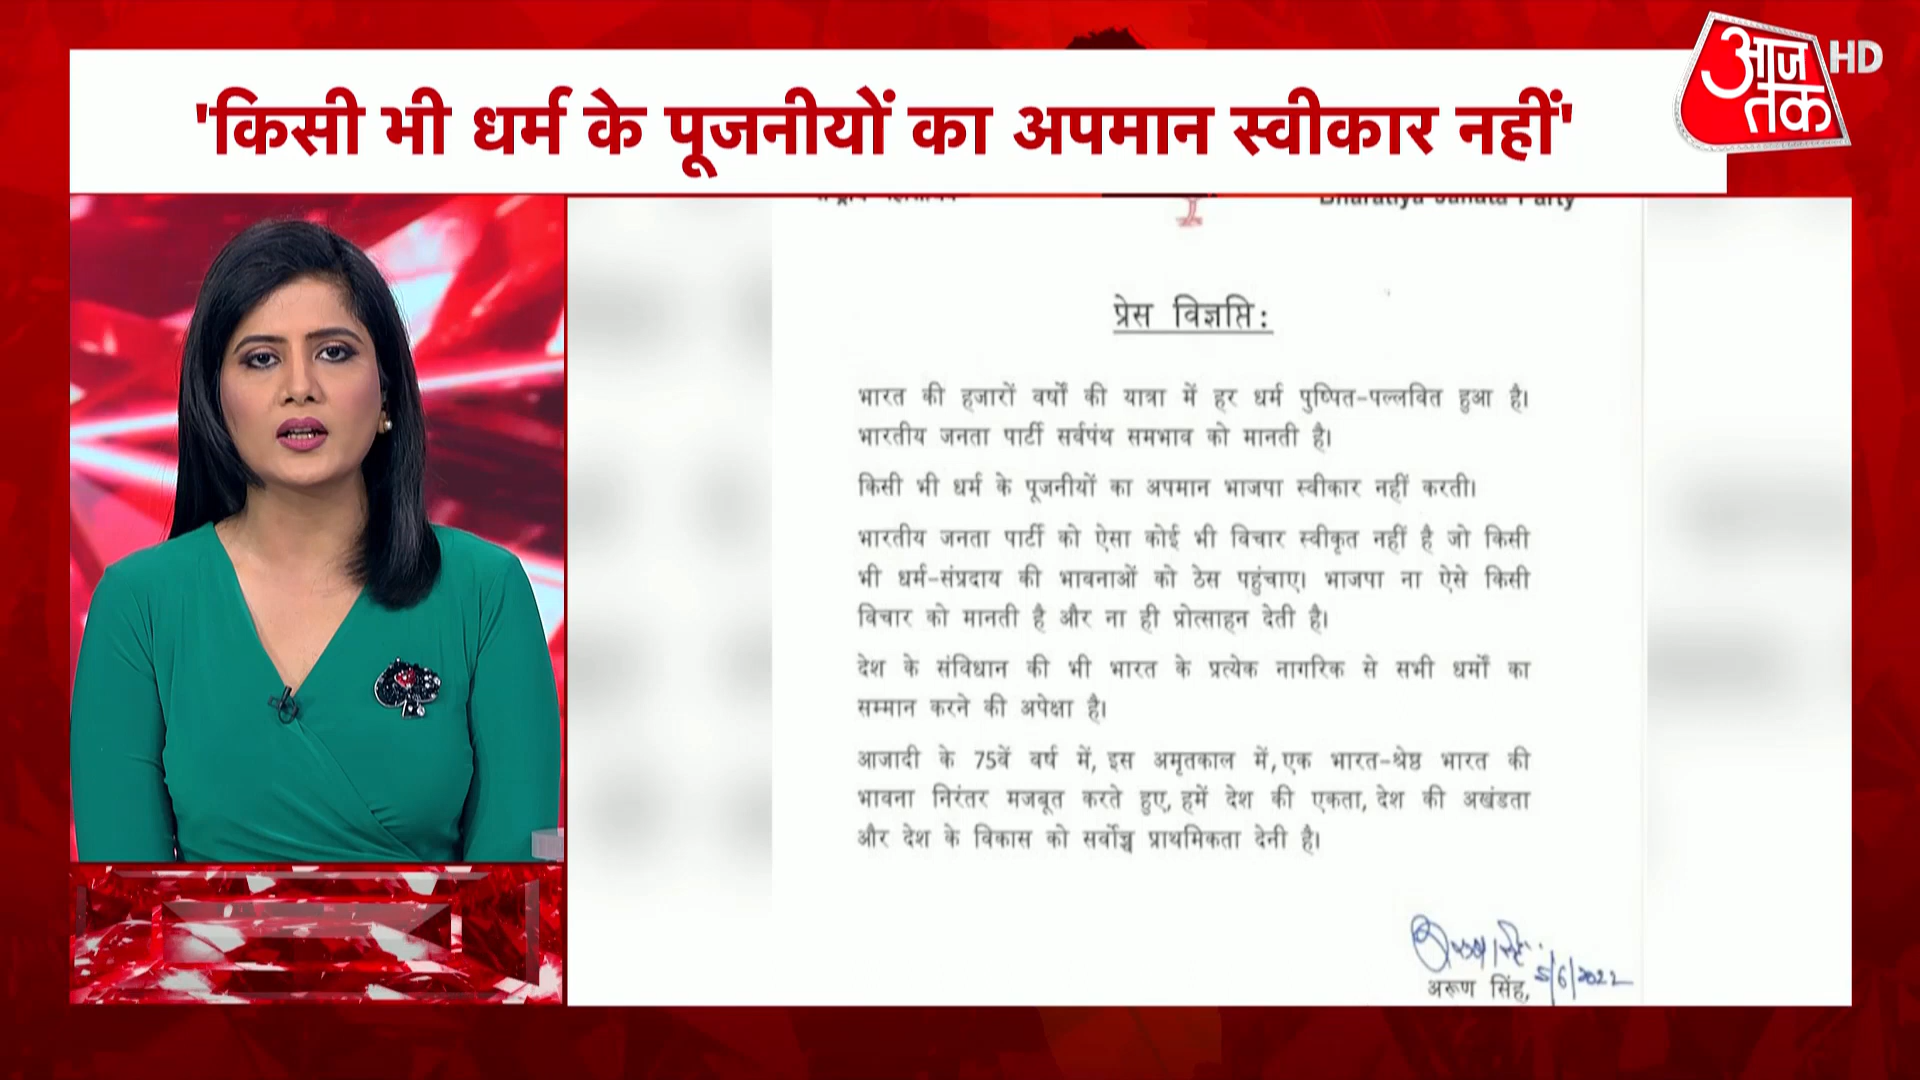 'किसी भी धर्म के पूजनीयों का अपमान स्वीकार नहीं'
आज तक HD
Bharatiya Janata Party
प्रेस विज्ञप्ति:
भारत की हजारों वर्षों की यात्रा में हर धर्म पुष्पित-पल्लवित हुआ है।
भारतीय जनता पार्टी सर्वपंथ समभाव को मानती है।
किसी भी धर्म के पूजनीयों का अपमान भाजपा स्वीकार नहीं करती।
भारतीय जनता पार्टी को ऐसा कोई भी विचार स्वीकृत नहीं है जो किसी
भी धर्म-संप्रदाय की भावनाओं को ठेस पहुंचाए। भाजपा ना ऐसे किसी
विचार को मानती है और ना ही प्रोत्साहन देती है।
देश के संविधान की भी भारत के प्रत्येक नागरिक से सभी धर्मों का
सम्मान करने की अपेक्षा है।
आजादी के 75वें वर्ष में, इस अमृतकाल में, एक भारत-श्रेष्ठ भारत की
भावना निरंतर मजबूत करते हुए, हमें देश की एकता, देश की अखंडता
और देश के विकास को सर्वोच्च प्राथमिकता देनी है।
5/6/2022
अरूण सिंह,